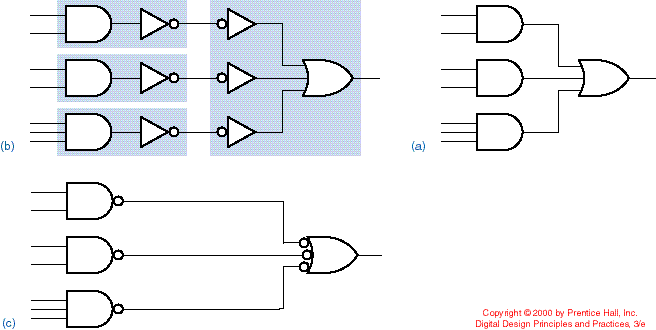 (b)
(a)
(c)
Copyright © 2000 by Prentice Hall, Inc.
Digital Design Principles and Practices, 3/e